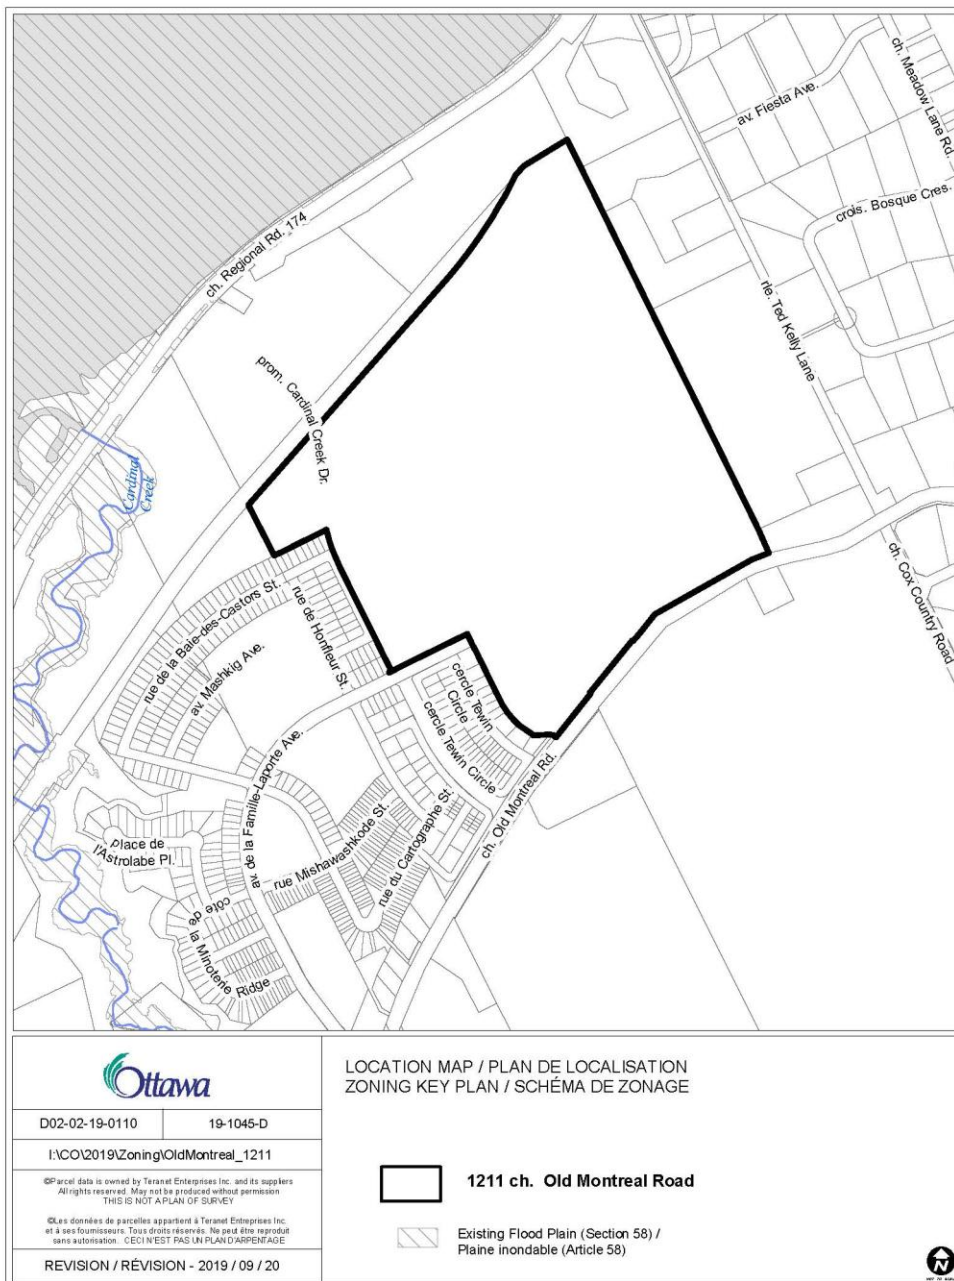 av. Fiesta Ave.
ch. Meadow Lane Rd.
crois. Bosque Cres.
ch. Regional Rd. 174
rle. Ted Kelly Lane
prom. Cardinal Creek Dr.
Cardinal
Creek
ch. Cox Country Road
rue de la Baie-des-Castors St.
rue de Honfleur St.
av. Mashkig Ave.
cercle Tewin
Circle
cercle Tewin Circle
av. de la Famille-Laporte Ave.
ch. Old Montreal Rd.
place de
l'Astrolabe Pl.
rue Mishawashkode St.
rue du Cartographe St.
côte de
la Minoterie Ridge
Ottawa
LOCATION MAP / PLAN DE LOCALISATION
ZONING KEY PLAN / SCHÉMA DE ZONAGE
D02-02-19-0110
19-1045-D
I:\CO\2019\Zoning\OldMontreal_1211
©Parcel data is owned by Teranet Enterprises Inc. and its suppliers
All rights reserved. May not be produced without permission
THIS IS NOT A PLAN OF SURVEY
©Les données de parcelles appartient à Teranet Entreprises Inc.
et à ses fournisseurs. Tous droits réservés. Ne peut être reproduit
sans autorisation. CECI N'EST PAS UN PLAN D'ARPENTAGE
REVISION / RÉVISION - 2019 / 09 / 20
1211 ch. Old Montreal Road
Existing Flood Plain (Section 58) /
Plaine inondable (Article 58)
N